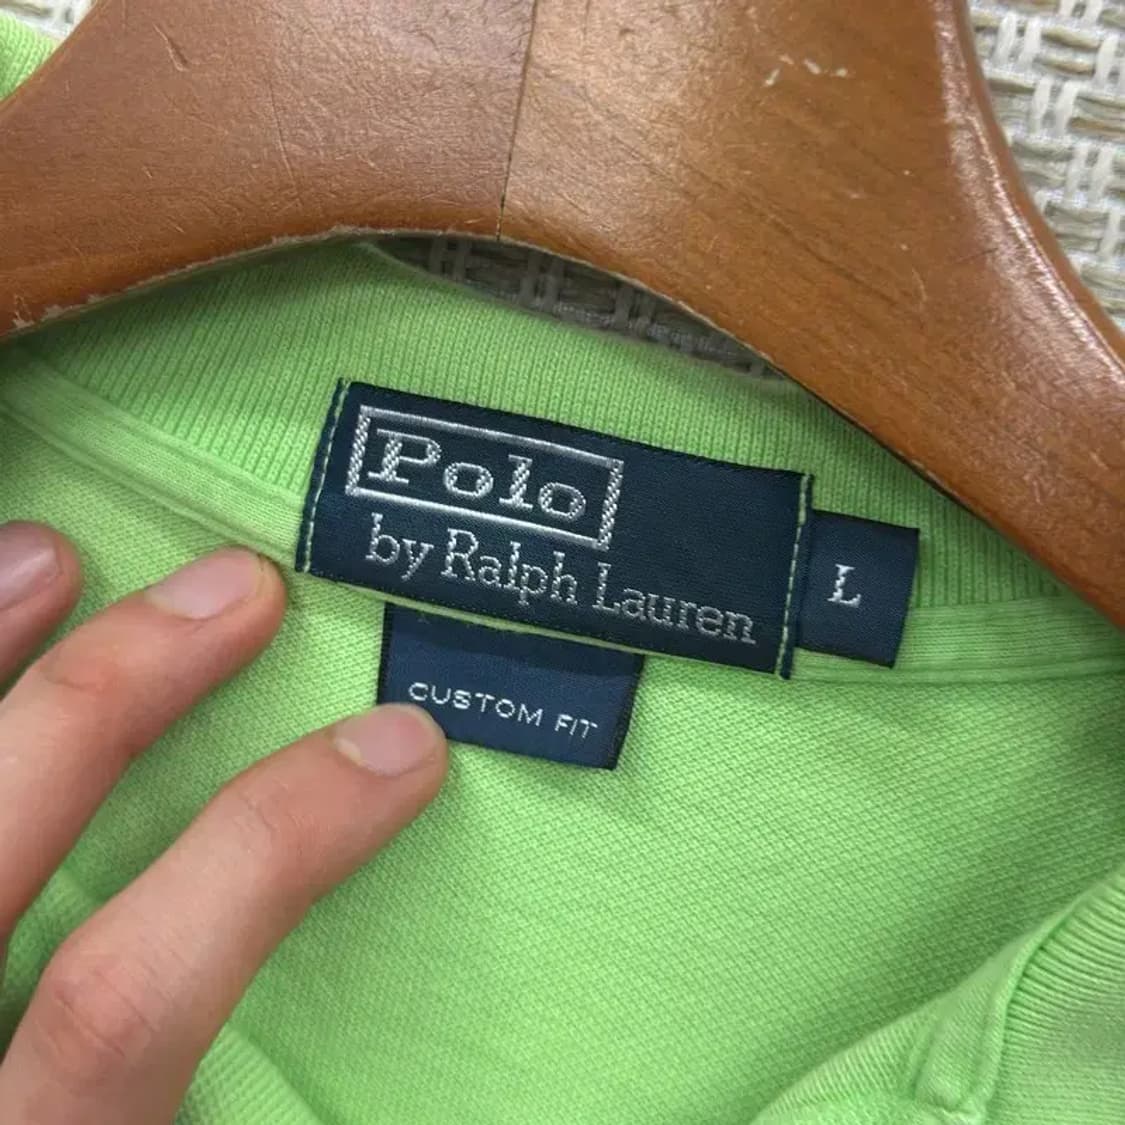 Polo
by Ralph Lauren
L
CUSTOM FIT